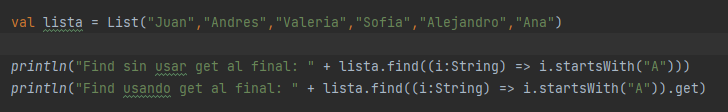 val lista = List("Juan","Andres","Valeria","Sofia","Alejandro","Ana")
println("Find sin usar get al final: " + lista.find((i:String) => i.startsWith("A")))
println("Find usando get al final: " + lista.find((i:String) => i.startsWith("A")).get)